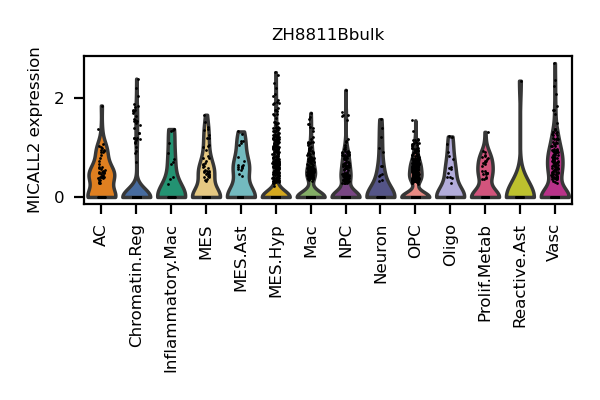 ZH8811Bbulk
MICALL2 expression
2
0
AC
Chromatin.Reg
Inflammatory.Mac
MES
MES.Ast
MES.Hyp
Mac
NPC
Neuron
OPC
Oligo
Prolif.Metab
Reactive.Ast
Vasc